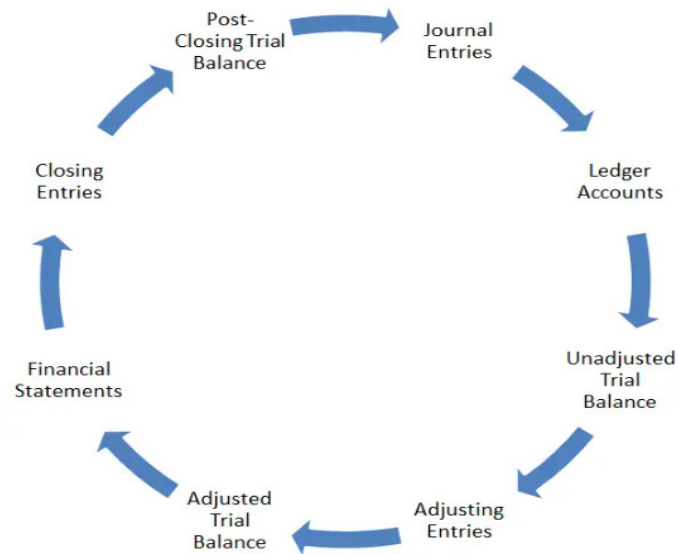 Post-
Closing Trial
Balance
Journal
Entries
Ledger
Accounts
Unadjusted
Trial
Balance
Adjusting
Entries
Adjusted
Trial
Balance
Financial
Statements
Closing
Entries